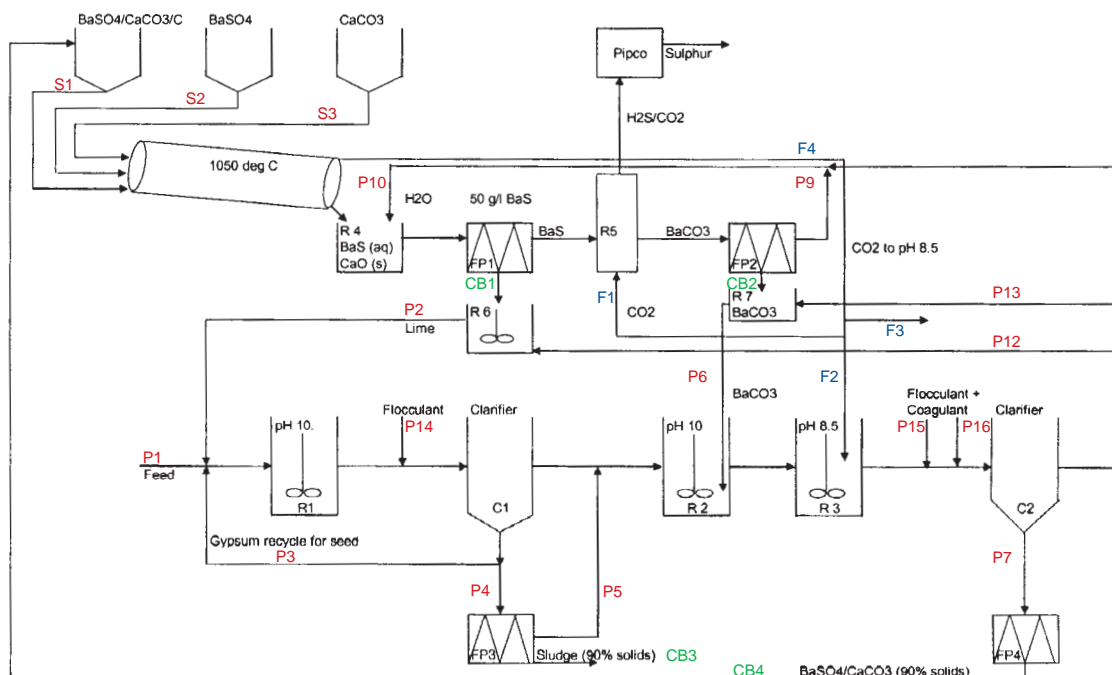 BaSO4/CaCO3/C
BaSO4
CaCO3
Pipco
Sulphur
S1
S2
S3
H2S/CO2
1050 deg C
F4
P10
H2O
50 g/l BaS
P9
R 4
BaS (aq)
CaO (s)
FP1
BaS
R5
BaCO3
FP2
CO2 to pH 8.5
CB1
F1
CB2
R 7
BaCO3
P13
P2
Lime
R 6
CO2
F3
P12
P6
F2
BaCO3
Flocculant
P14
Clarifier
Flocculant +
Coagulant
P15
P16
Clarifier
P1
Feed
pH 10.
R1
C1
pH 10
R 2
pH 8.5
R 3
C2
Gypsum recycle for seed
P3
P4
P5
P7
FP3
Sludge (90% solids)
CB3
FP4
CB4
BaSO4/CaCO3 (90% solids)